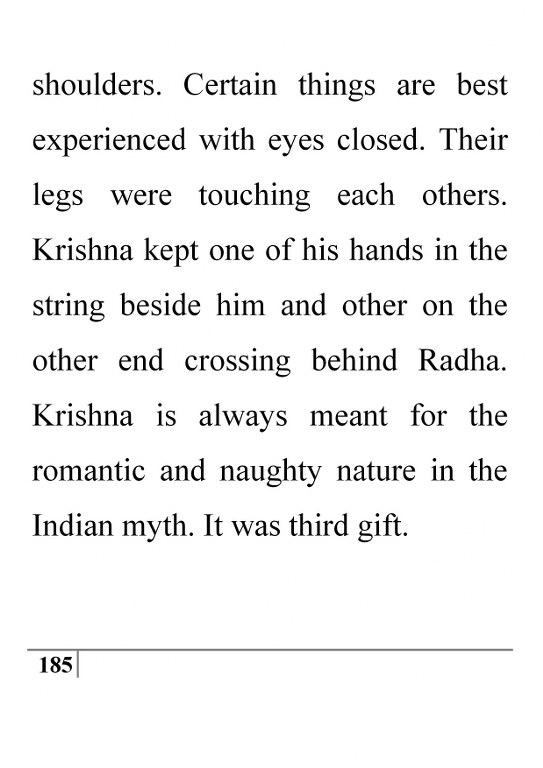 shoulders. Certain things are best
experienced with eyes closed. Their
legs were touching each others.
Krishna kept one of his hands in the
string beside him and other on the
other end crossing behind Radha.
Krishna is always meant for the
romantic and naughty nature in the
Indian myth. It was third gift.
185